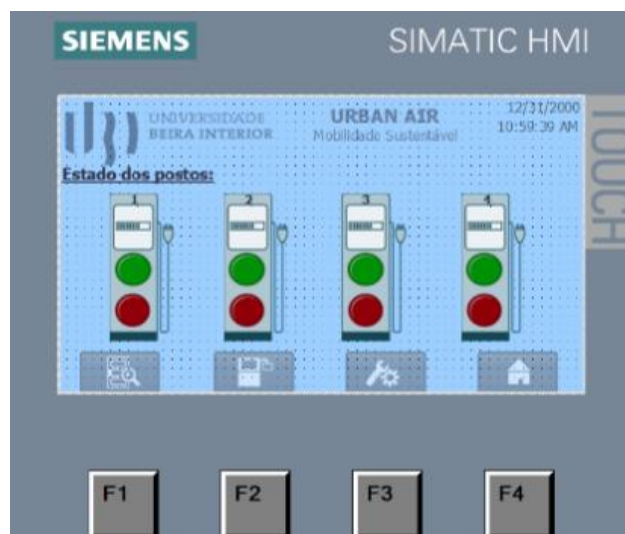 SIEMENS
SIMATIC HMI
TOUCH
UNIVERSIDADE
BEIRA INTERIOR
URBAN AIR
Mobilidade Sustentável
12/31/2000
10:59:39 AM
Estado dos postos:
1 2 3 4
F1 F2 F3 F4